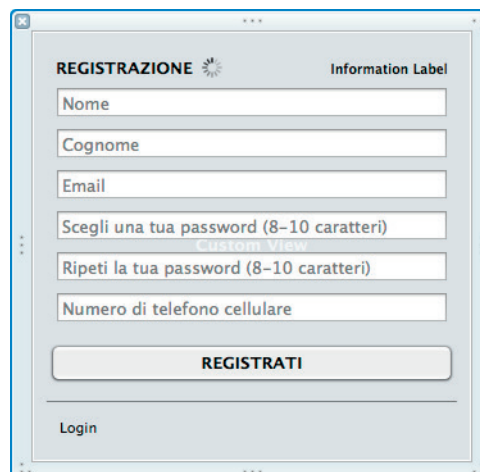 REGISTRAZIONE Information Label
Nome
Cognome
Email
Scegli una tua password (8-10 caratteri)
Custom View
Ripeti la tua password (8-10 caratteri)
Numero di telefono cellulare
REGISTRATI
Login